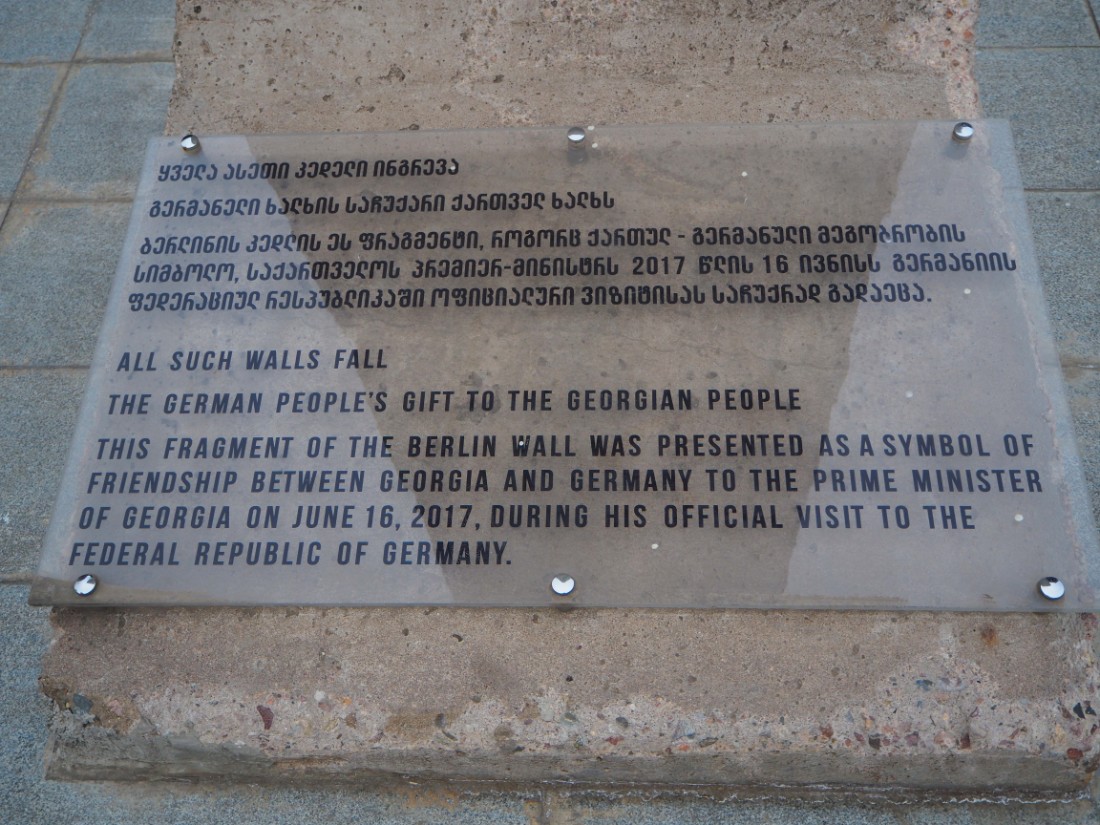 ყველა ასეთი კედელი ინგრევა
გერმანელი ხალხის საჩუქარი ქართველ ხალხს
ბერლინის კედლის ეს ფრაგმენტი, როგორც ქართულ - გერმანული მეგობრობის
სიმბოლო, საქართველოს პრემიერ-მინისტრს 2017 წლის 16 ივნისს გერმანიის
ფედერაციულ რესპუბლიკაში ოფიციალური ვიზიტისას საჩუქრად გადაეცა.
ALL SUCH WALLS FALL
THE GERMAN PEOPLE'S GIFT TO THE GEORGIAN PEOPLE
THIS FRAGMENT OF THE BERLIN WALL WAS PRESENTED AS A SYMBOL OF
FRIENDSHIP BETWEEN GEORGIA AND GERMANY TO THE PRIME MINISTER
OF GEORGIA ON JUNE 16, 2017, DURING HIS OFFICIAL VISIT TO THE
FEDERAL REPUBLIC OF GERMANY.